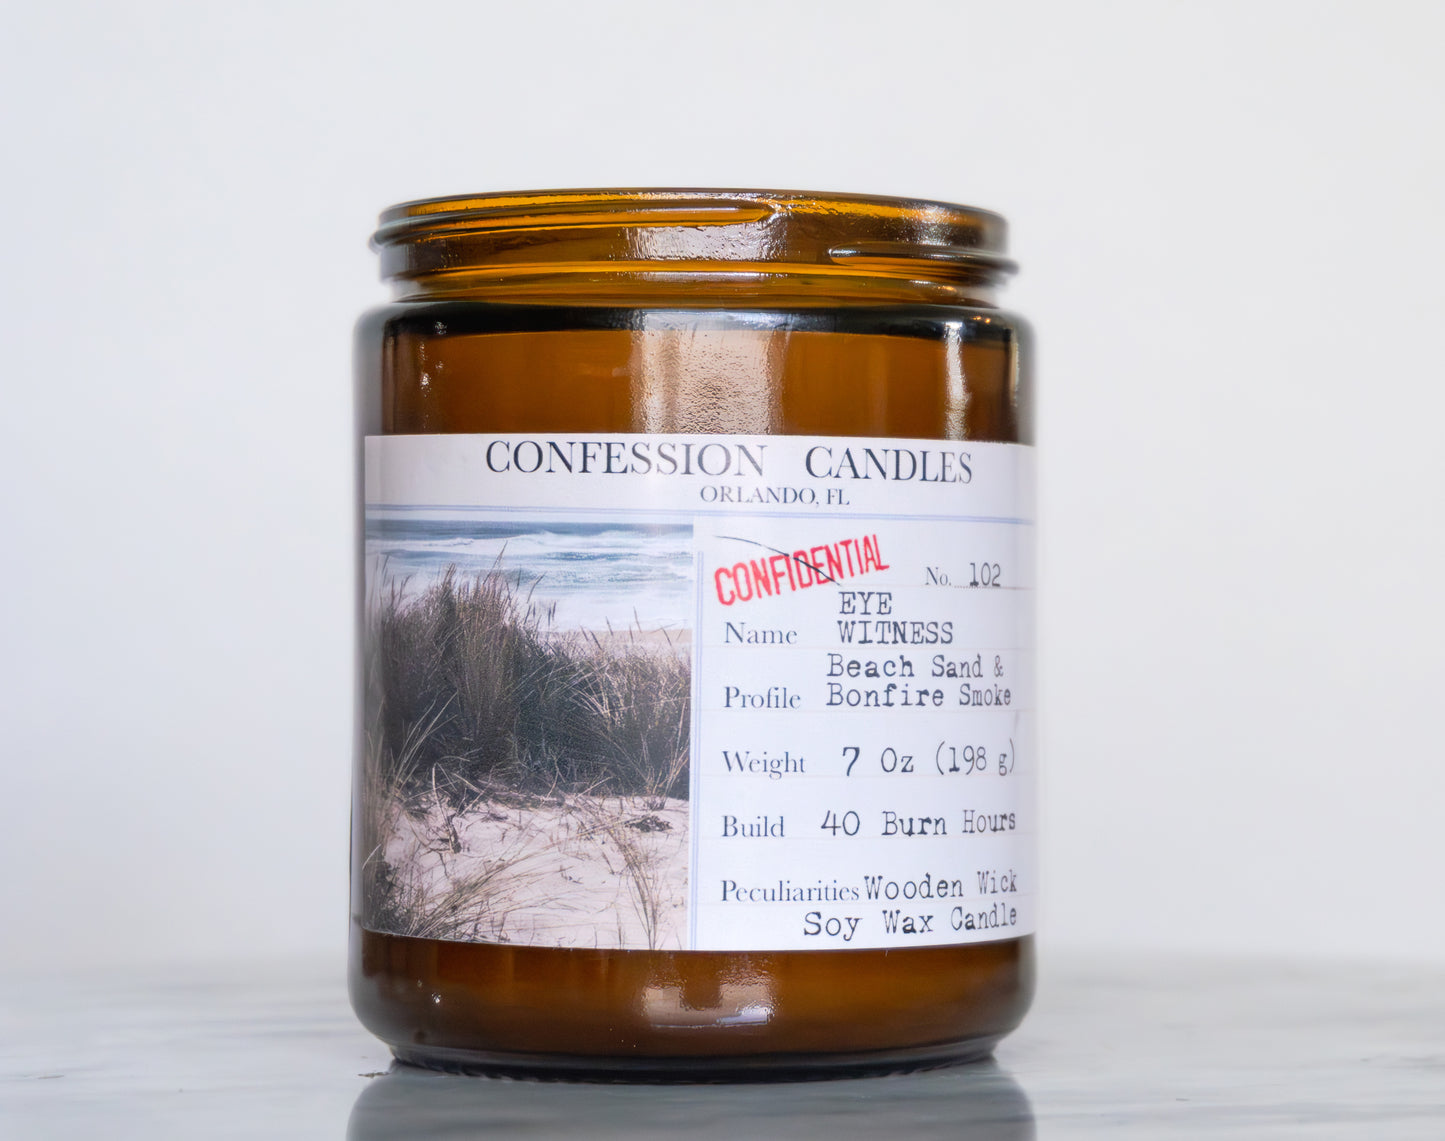 CONFESSION CANDLES
ORLANDO, FL
CONFIDENTIAL
No. 102
Name EYE
WITNESS
Profile Beach Sand &
Bonfire Smoke
Weight 7 Oz (198 g)
Build 40 Burn Hours
Peculiarities Wooden Wick
Soy Wax Candle